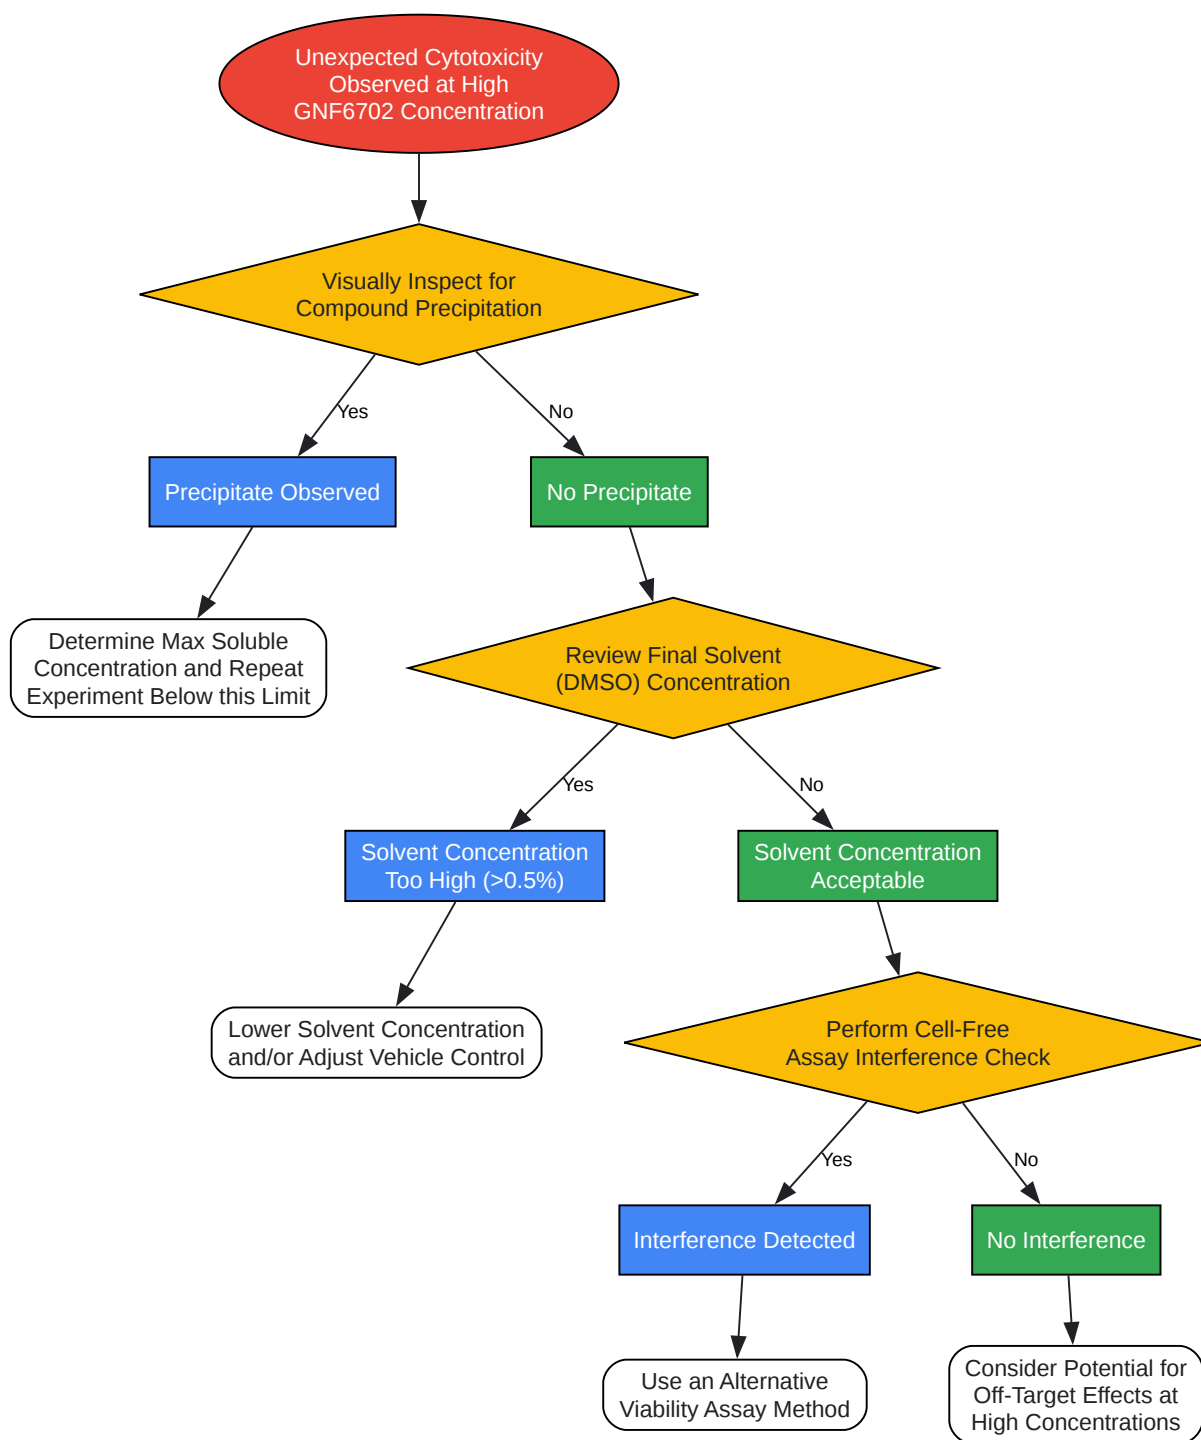 Unexpected Cytotoxicity
Observed at High
GNF6702 Concentration
Visually Inspect for
Compound Precipitation
Yes
No
Precipitate Observed
No Precipitate
Determine Max Soluble
Concentration and Repeat
Experiment Below this Limit
Review Final Solvent
(DMSO) Concentration
Yes
No
Solvent Concentration
Too High (>0.5%)
Solvent Concentration
Acceptable
Lower Solvent Concentration
and/or Adjust Vehicle Control
Perform Cell-Free
Assay Interference Check
Yes
No
Interference Detected
No Interference
Use an Alternative
Viability Assay Method
Consider Potential for
Off-Target Effects at
High Concentrations